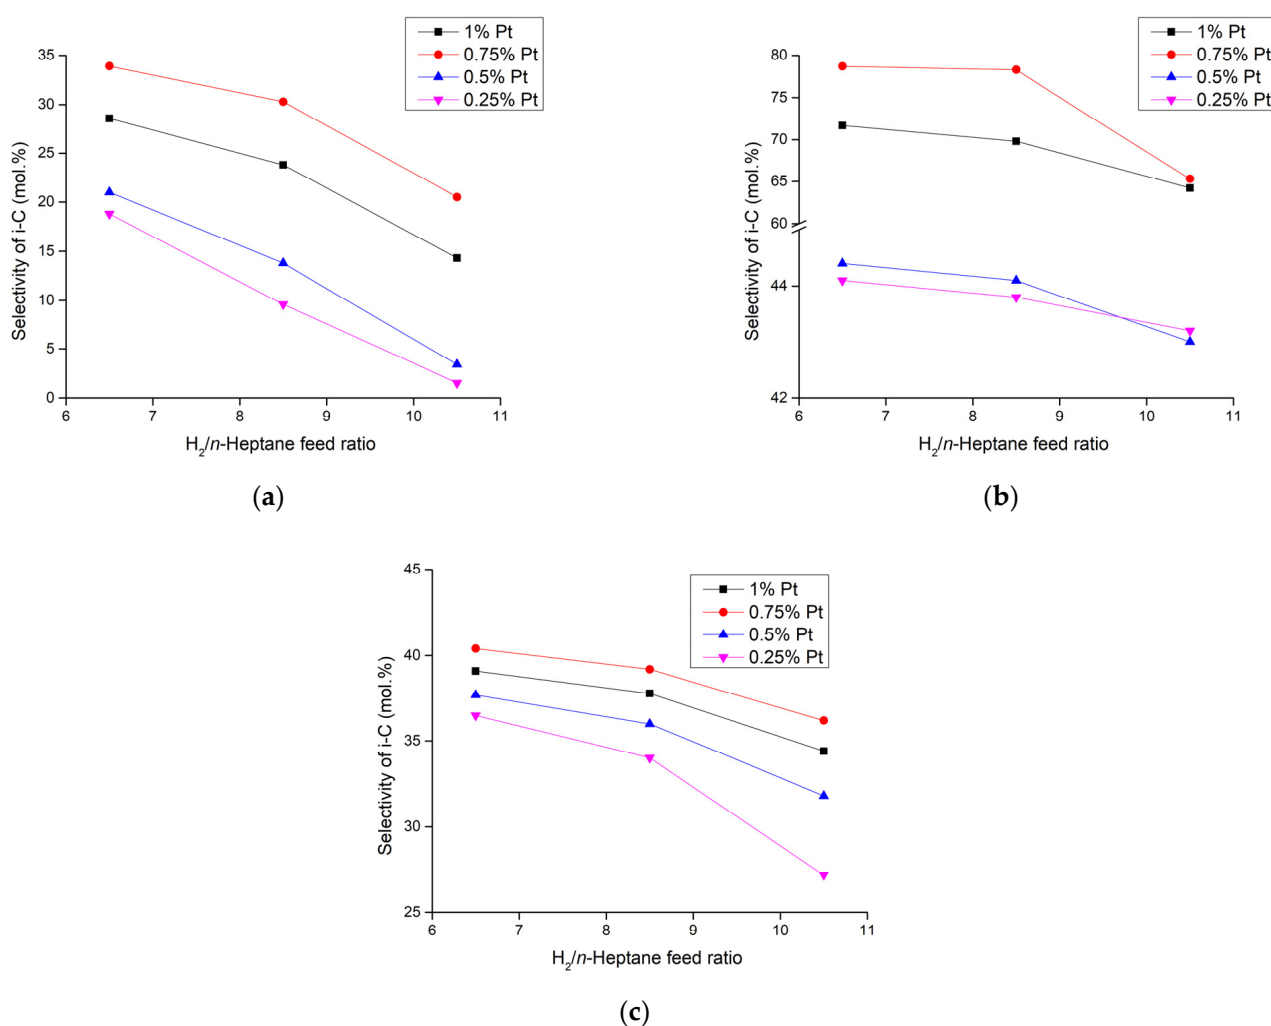 1% Pt
0.75% Pt
0.5% Pt
0.25% Pt
35
30
25
20
15
10
5
0
Selectivity of i-C (mol.%)
6 7 8 9 10 11
H2/n-Heptane feed ratio
(a)
1% Pt
0.75% Pt
0.5% Pt
0.25% Pt
80
75
70
65
60
44
42
Selectivity of i-C (mol.%)
6 7 8 9 10 11
H2/n-Heptane feed ratio
(b)
1% Pt
0.75% Pt
0.5% Pt
0.25% Pt
45
40
35
30
25
Selectivity of i-C (mol.%)
6 7 8 9 10 11
H2/n-Heptane feed ratio
(c)